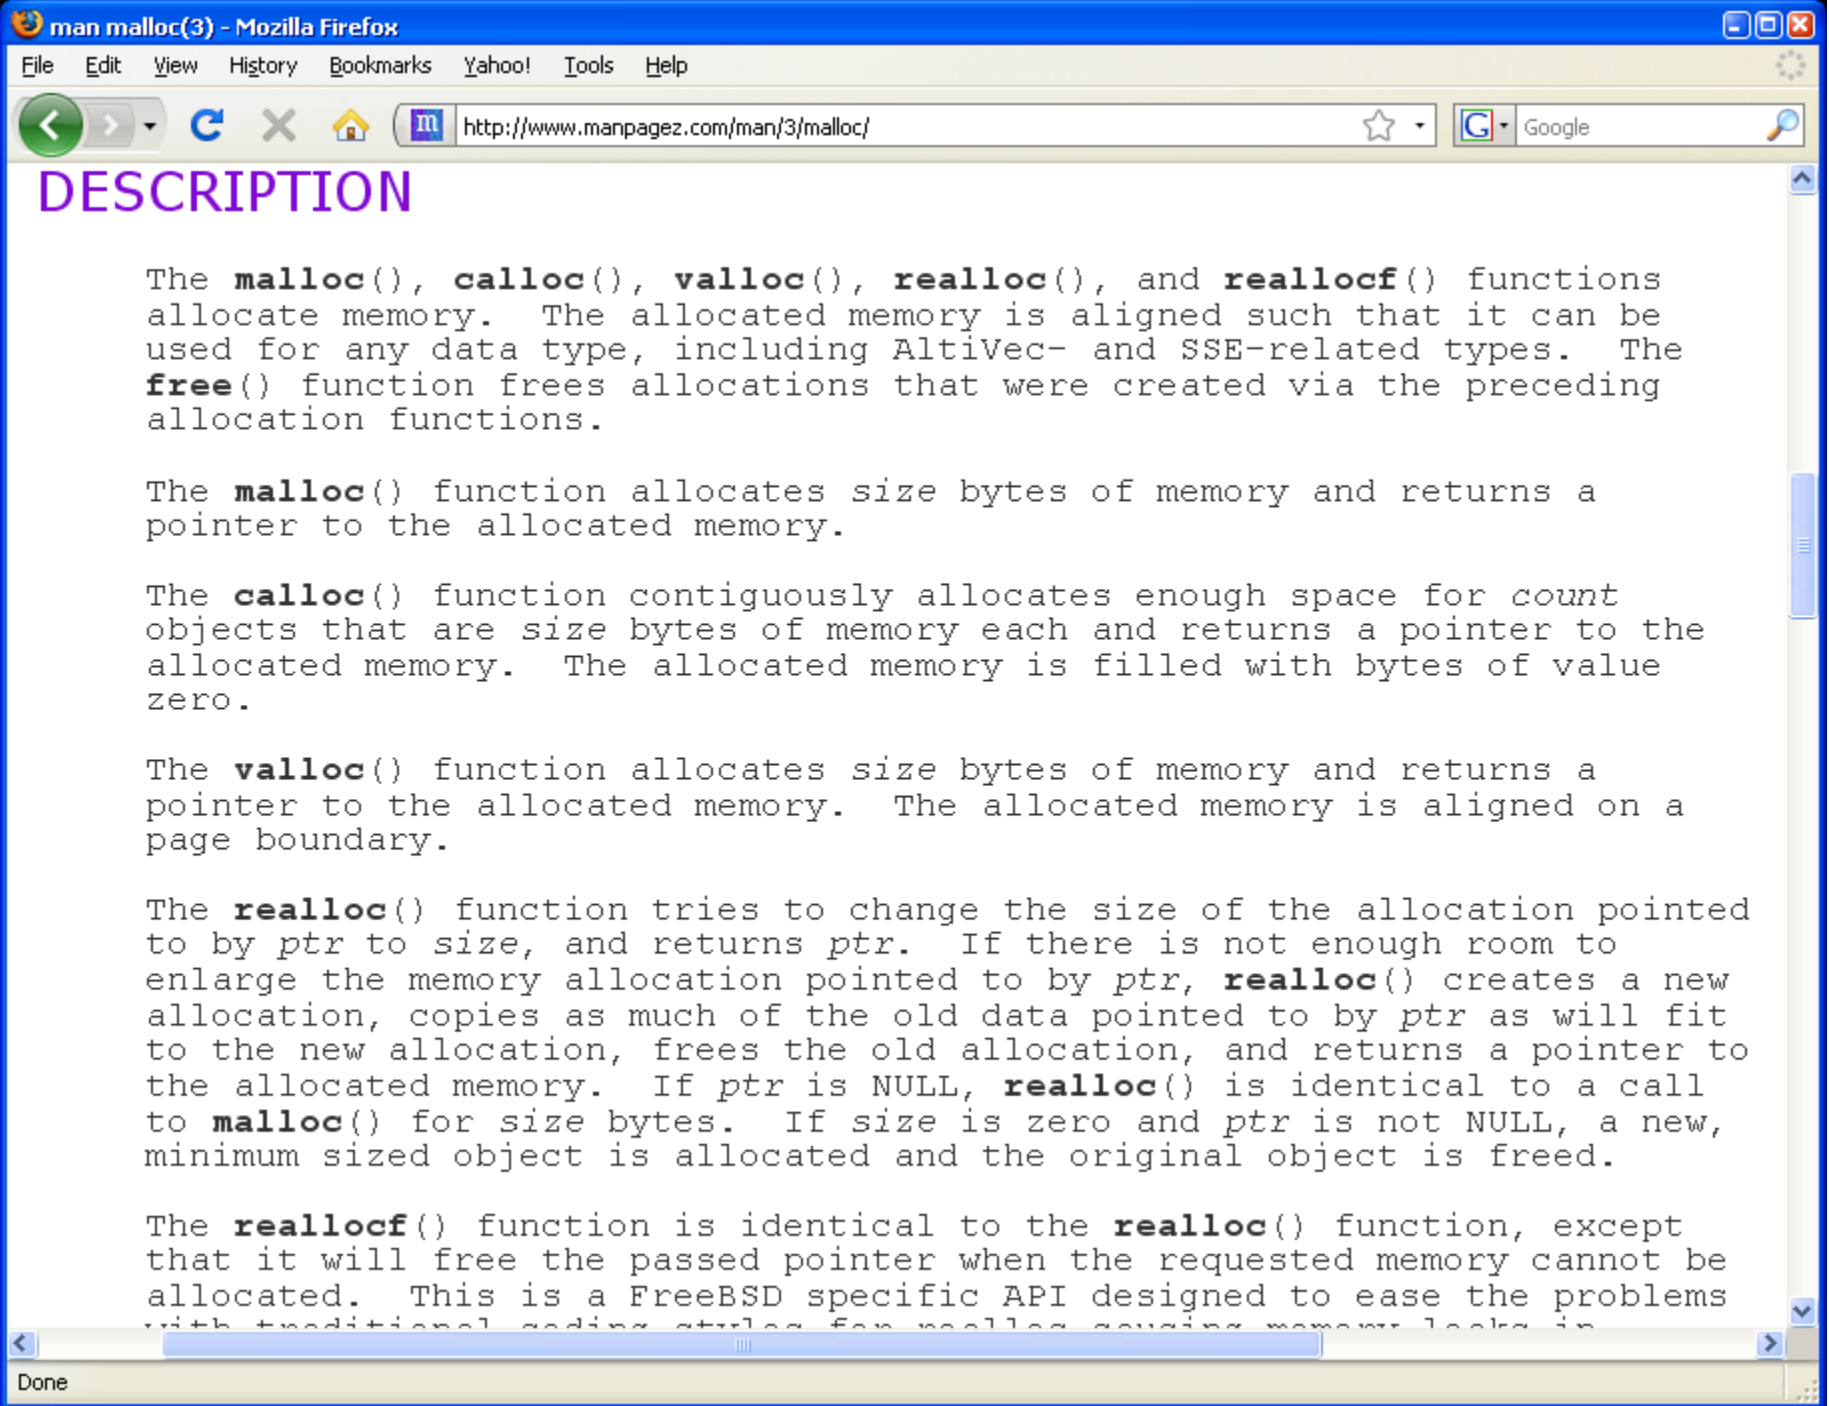 man malloc(3) - Mozilla Firefox
File Edit View History Bookmarks Yahoo! Tools Help
m http://www.manpagez.com/man/3/malloc/ G Google
DESCRIPTION
The malloc(), calloc(), valloc(), realloc(), and reallocf() functions
allocate memory.  The allocated memory is aligned such that it can be
used for any data type, including AltiVec- and SSE-related types.  The
free() function frees allocations that were created via the preceding
allocation functions.
The malloc() function allocates size bytes of memory and returns a
pointer to the allocated memory.
The calloc() function contiguously allocates enough space for count
objects that are size bytes of memory each and returns a pointer to the
allocated memory.  The allocated memory is filled with bytes of value
zero.
The valloc() function allocates size bytes of memory and returns a
pointer to the allocated memory.  The allocated memory is aligned on a
page boundary.
The realloc() function tries to change the size of the allocation pointed
to by ptr to size, and returns ptr.  If there is not enough room to
enlarge the memory allocation pointed to by ptr, realloc() creates a new
allocation, copies as much of the old data pointed to by ptr as will fit
to the new allocation, frees the old allocation, and returns a pointer to
the allocated memory.  If ptr is NULL, realloc() is identical to a call
to malloc() for size bytes.  If size is zero and ptr is not NULL, a new,
minimum sized object is allocated and the original object is freed.
The reallocf() function is identical to the realloc() function, except
that it will free the passed pointer when the requested memory cannot be
allocated.  This is a FreeBSD specific API designed to ease the problems
with traditional coding styles for realloc causing memory leaks in
Done